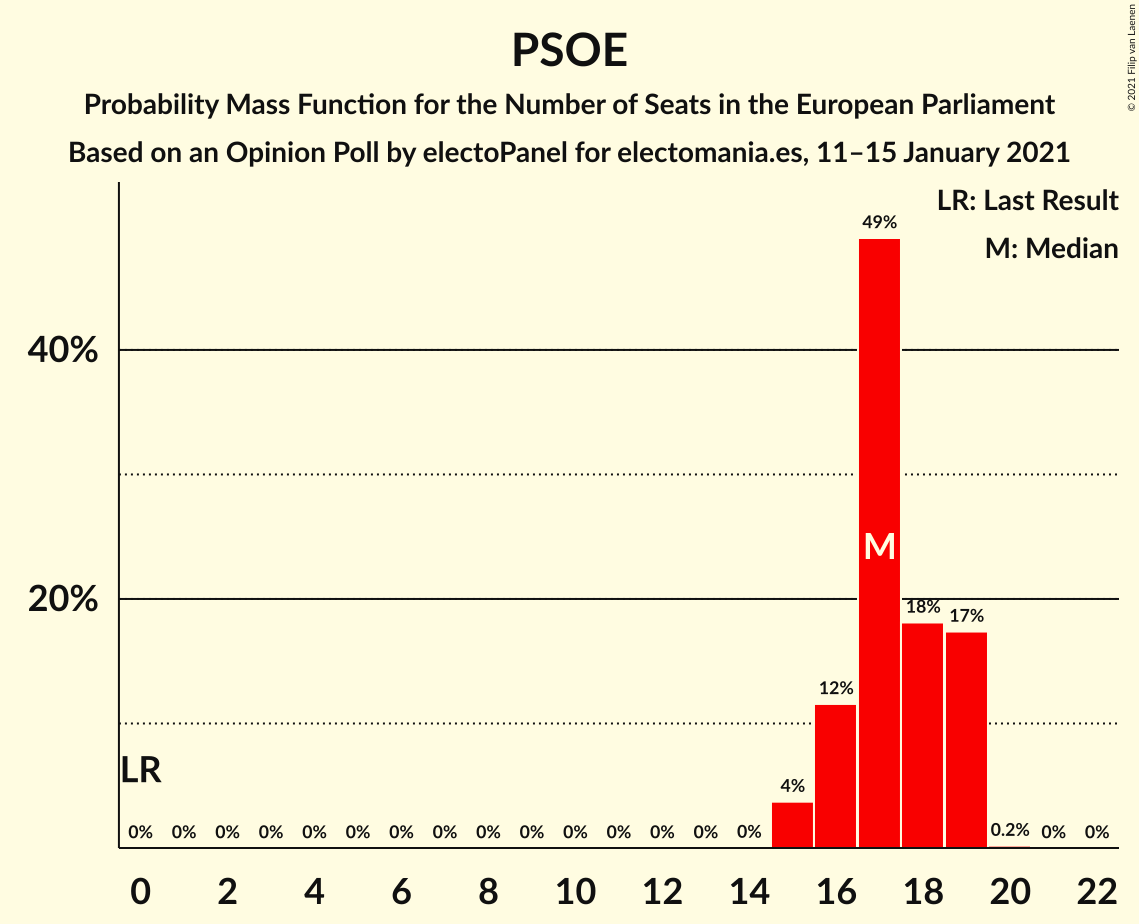 PSOE
Probability Mass Function for the Number of Seats in the European Parliament
Based on an Opinion Poll by electoPanel for electomania.es, 11–15 January 2021
© 2021 Filip van Laenen
LR: Last Result
M: Median
49%
40%
M
20%
18%
17%
12%
LR
4%
0% 0% 0% 0% 0% 0% 0% 0% 0% 0% 0% 0% 0% 0% 0% 0.2% 0% 0%
0 2 4 6 8 10 12 14 16 18 20 22